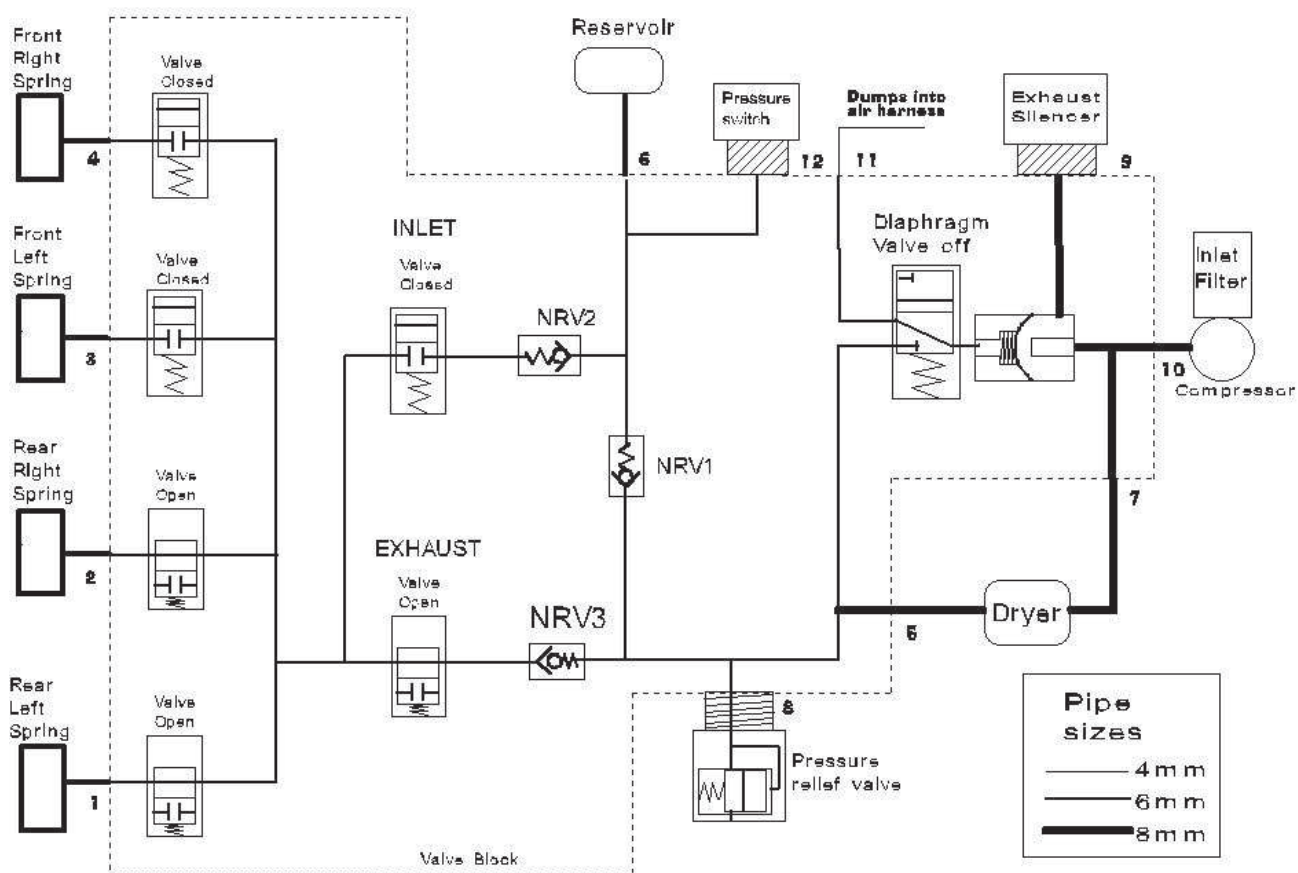 Front
Right
Spring
Valve
Closed
4
Reservoir
6
Pressure
switch
12
Dumps into
air harness
11
Exhaust
Silencer
9
Front
Left
Spring
Valve
Closed
3
INLET
Valve
Closed
NRV2
Diaphragm
Valve off
Inlet
Filter
10
Compressor
NRV1
Rear
Right
Spring
Valve
Open
2
7
EXHAUST
Valve
Open
NRV3
Dryer
5
Rear
Left
Spring
Valve
Open
1
8
Pressure
relief valve
Valve Block
Pipe
sizes
4mm
6mm
8mm